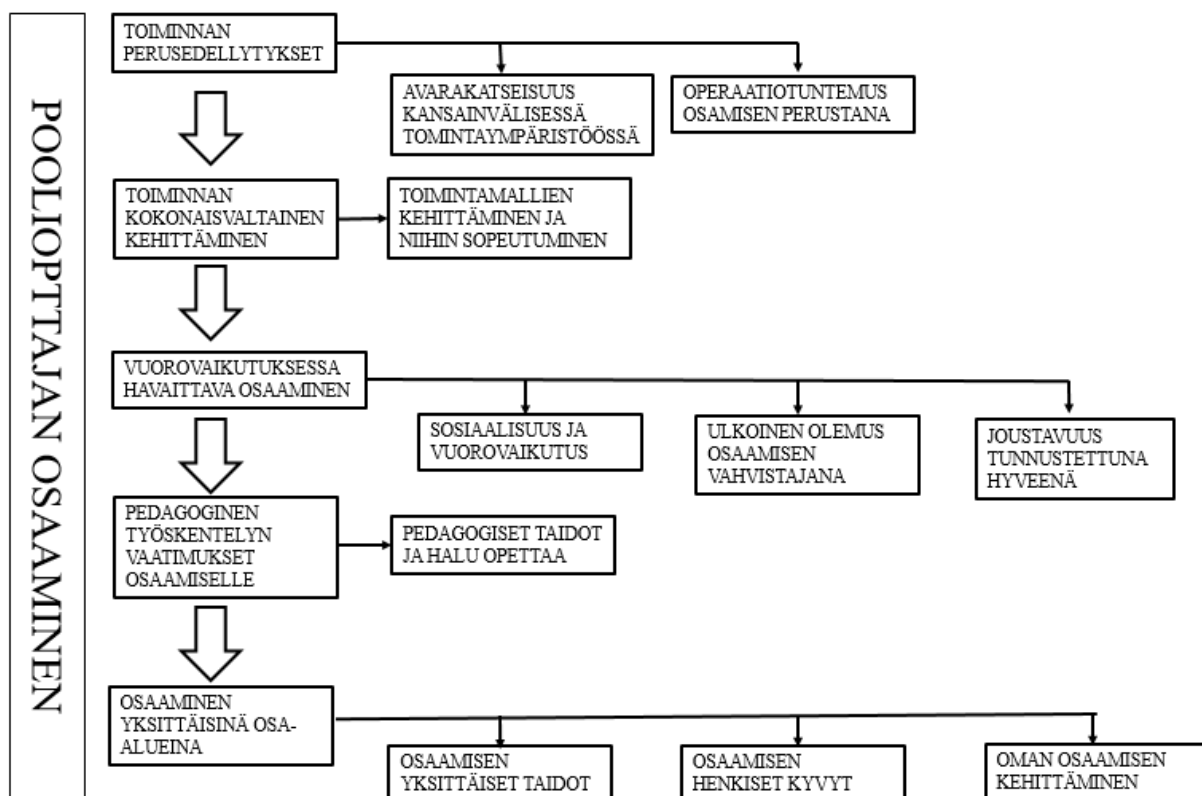 POOLIOPTTAJAN OSAAMINEN
TOIMINNAN
PERUSEDELLYTYKSET
AVARAKATSEISUUS
KANSAINVÄLISESSÄ
TOMINTAYMPÄRISTÖÖSSÄ
OPERAATIOTUNTEMUS
OSAMISEN PERUSTANA
TOIMINNAN
KOKONAISVALTAINEN
KEHITTÄMINEN
TOIMINTAMALLIEN
KEHITTÄMINEN JA
NIIHIN SOPEUTUMINEN
VUOROVAIKUTUKSESSA
HAVAITTAVA OSAAMINEN
SOSIAALISUUS JA
VUOROVAIKUTUS
ULKOINEN OLEMUS
OSAAMISEN
VAHVISTAJANA
JOUSTAVUUS
TUNNUSTETTUNA
HYVEENÄ
PEDAGOGINEN
TYÖSKENTELYN
VAATIMUKSET
OSAAMISELLE
PEDAGOGISET TAIDOT
JA HALU OPETTAA
OSAAMINEN
YKSITTÄISINÄ OSA-
ALUEINA
OSAAMISEN
YKSITTÄISET TAIDOT
OSAAMISEN
HENKISET KYVYT
OMAN OSAAMISEN
KEHITTÄMINEN